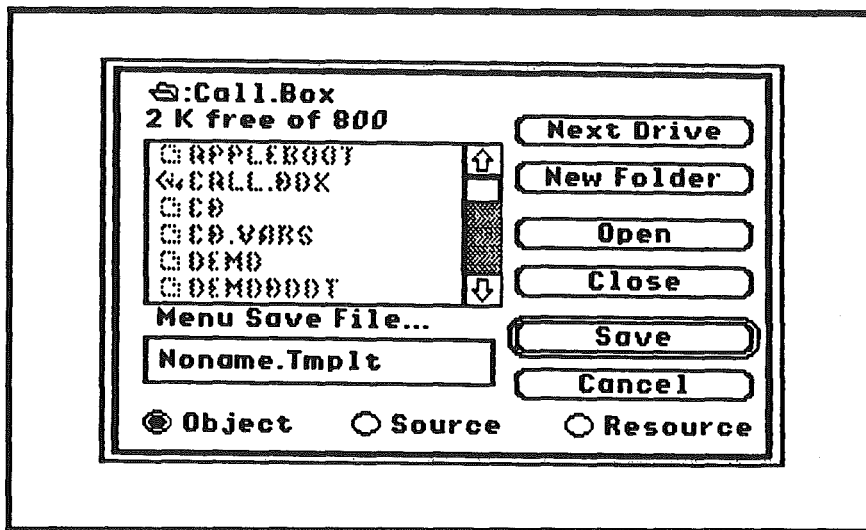 :Call.Box
2 K free of 800
APPLEBOOT
CALL.BOX
CB
CB.VARS
DEMO
DEMOBOOT
Menu Save File...
Noname.Tmplt
Next Drive
New Folder
Open
Close
Save
Cancel
Object
Source
Resource